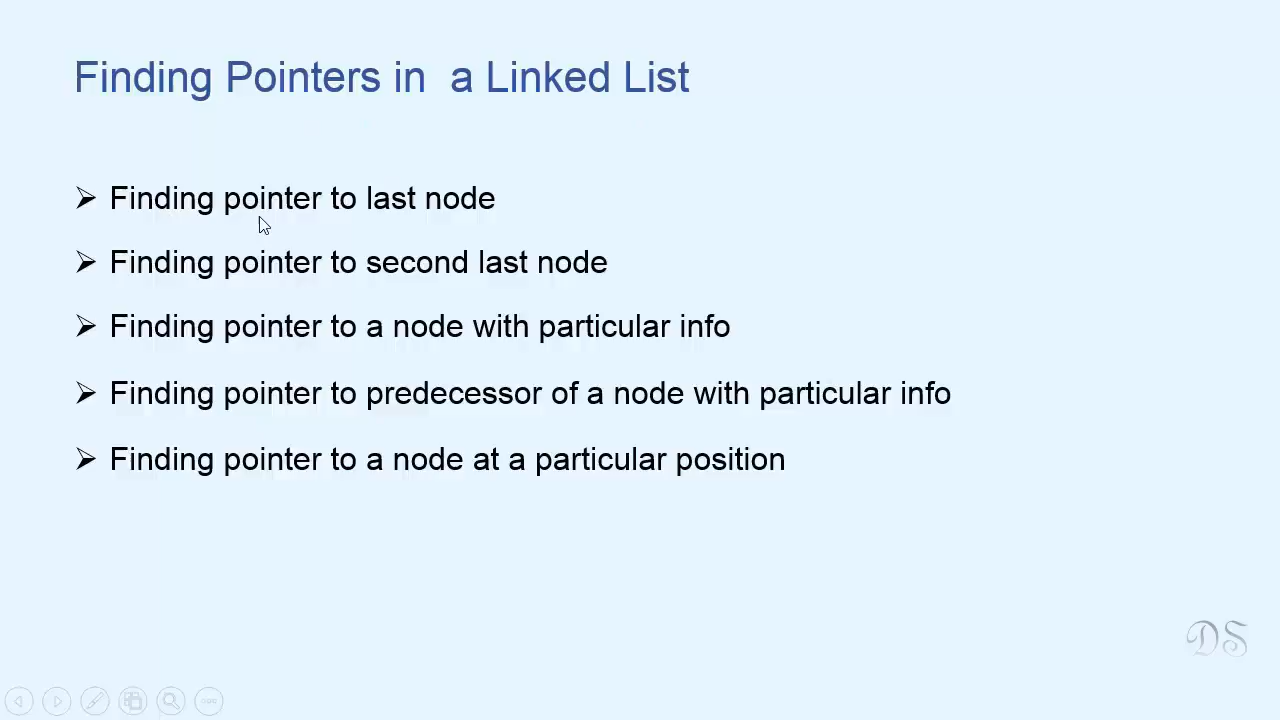 Finding Pointers in  a Linked List
➢ Finding pointer to last node
➢ Finding pointer to second last node
➢ Finding pointer to a node with particular info
➢ Finding pointer to predecessor of a node with particular info
➢ Finding pointer to a node at a particular position
DS